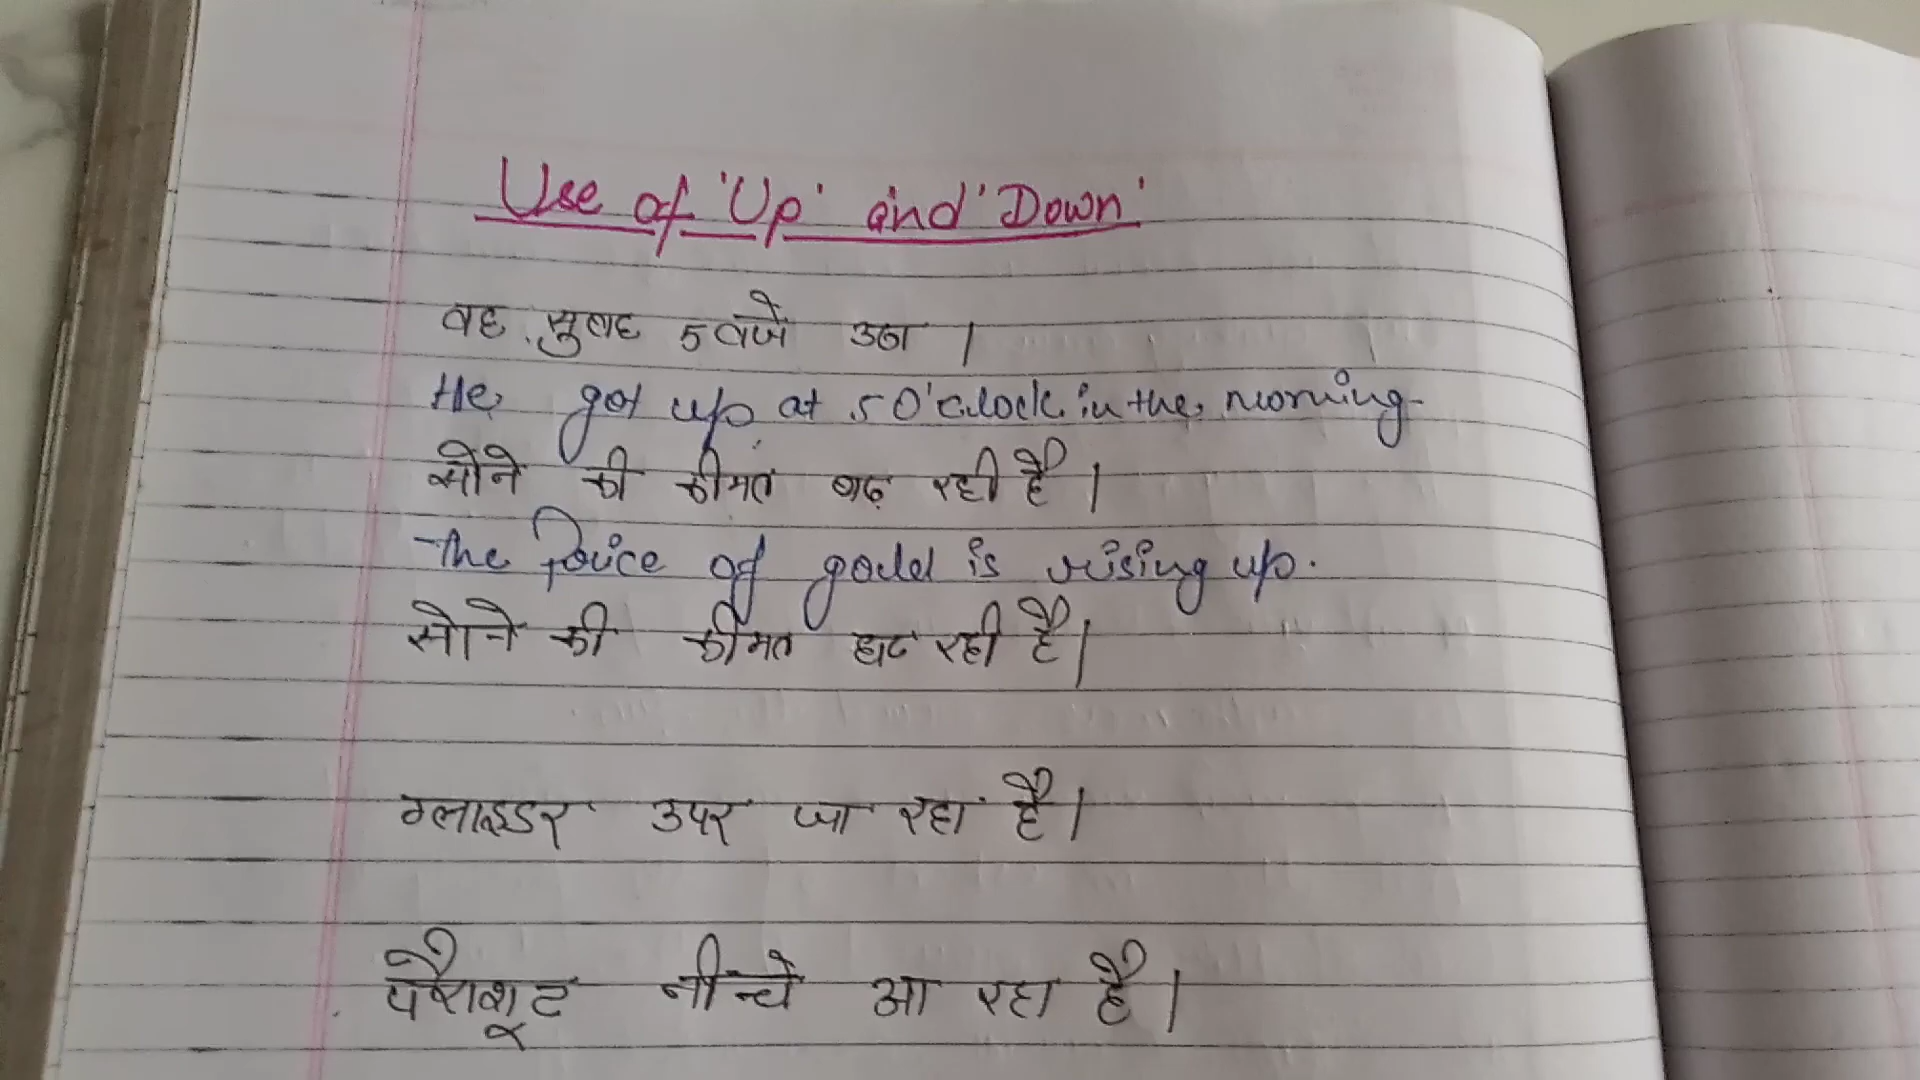 Use of 'Up' and 'Down'
वह सुबह 5 बजे उठा ।
He got up at 5 O'clock in the morning.
सोने की कीमत बढ़ रही है ।
The Price of gold is rising up.
सोने की कीमत घट रही है।
ग्लाइडर उपर जा रहा है।
पैराशूट नीचे आ रहा है।